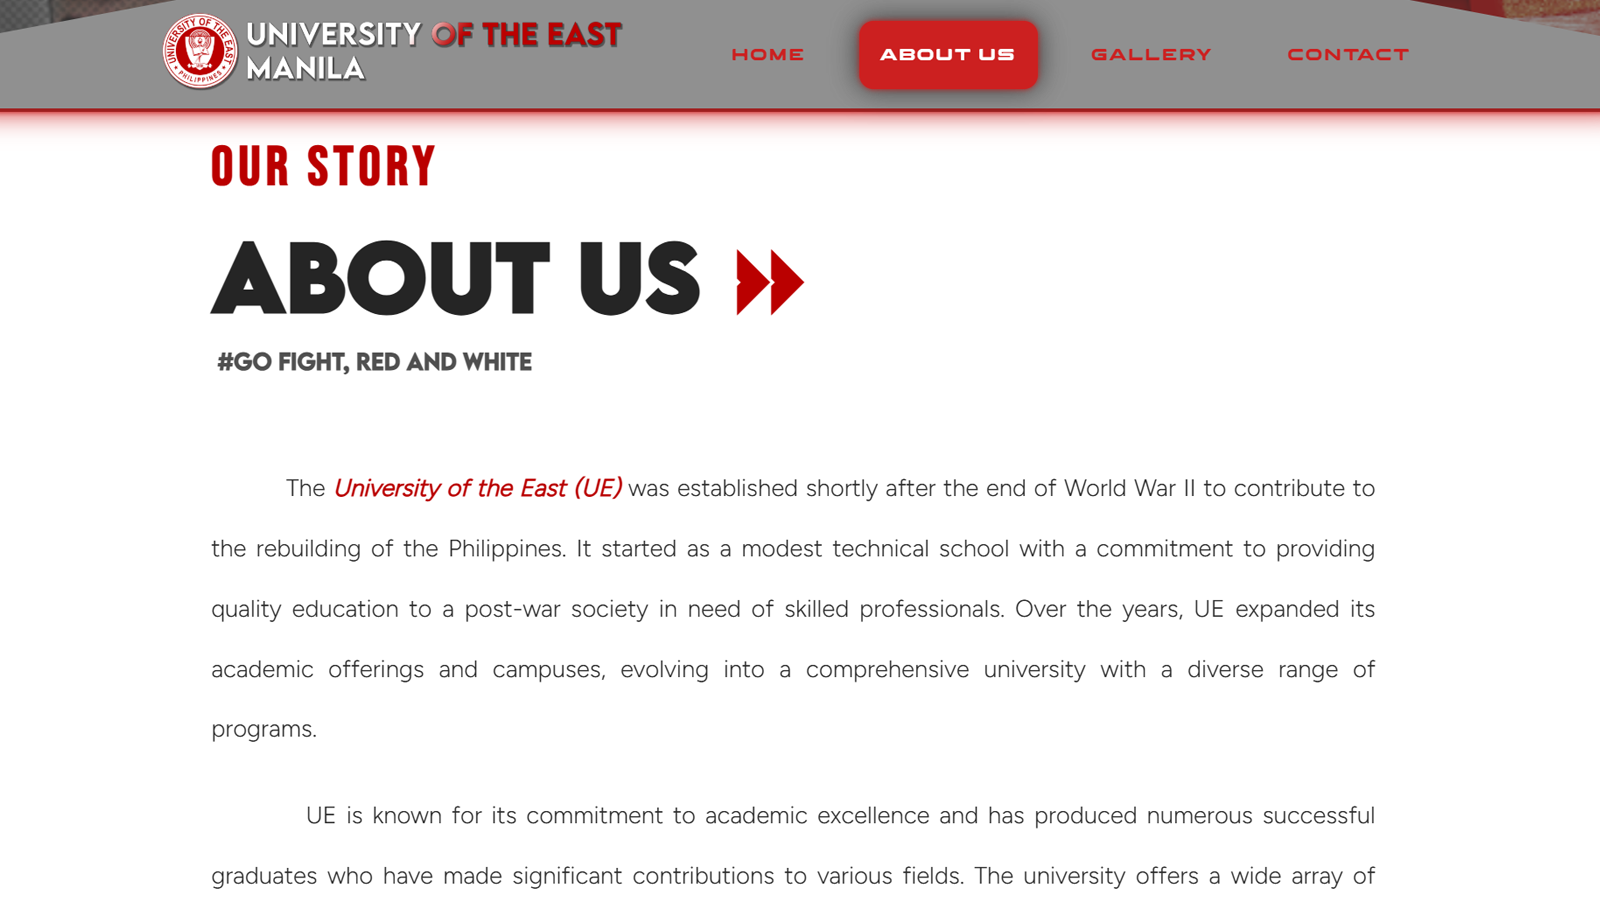 UNIVERSITY OF THE EAST
PHILIPPINES
UNIVERSITY OF THE EAST
MANILA
HOME
ABOUT US
GALLERY
CONTACT
OUR STORY
ABOUT US
#GO FIGHT, RED AND WHITE
The University of the East (UE) was established shortly after the end of World War II to contribute to
the rebuilding of the Philippines. It started as a modest technical school with a commitment to providing
quality education to a post-war society in need of skilled professionals. Over the years, UE expanded its
academic offerings and campuses, evolving into a comprehensive university with a diverse range of
programs.
UE is known for its commitment to academic excellence and has produced numerous successful
graduates who have made significant contributions to various fields. The university offers a wide array of